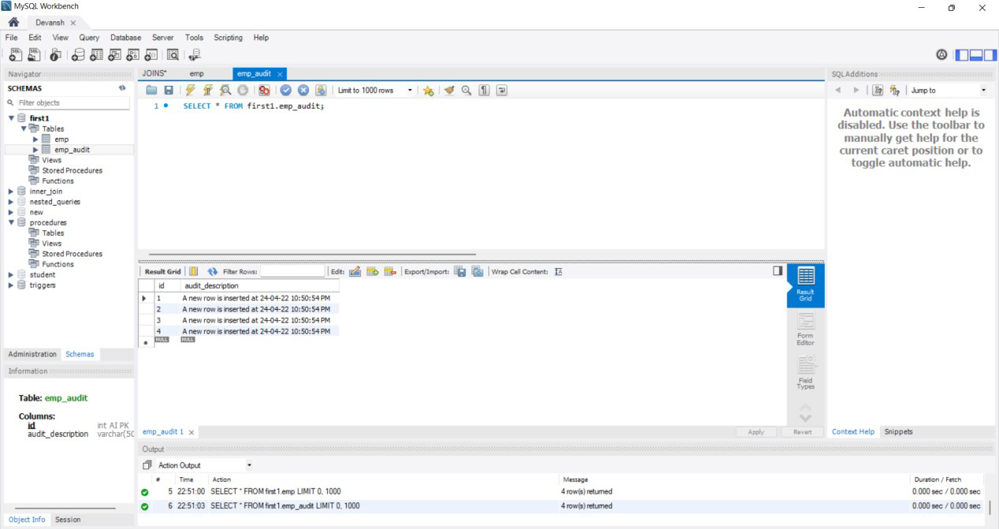 MySQL Workbench
Devansh
File Edit View Query Database Server Tools Scripting Help
Navigator
SCHEMAS
Filter objects
first1
Tables
emp
emp_audit
Views
Stored Procedures
Functions
inner_join
nested_queries
new
procedures
Tables
Views
Stored Procedures
Functions
student
triggers
Administration Schemas
Information
Table: emp_audit
Columns:
id int AI PK
audit_description varchar(50
Object Info Session
JOINS* emp emp_audit
Limit to 1000 rows
1 SELECT * FROM first1.emp_audit;
Result Grid Filter Rows: Edit: Export/Import: Wrap Cell Content:
id audit_description
1 A new row is inserted at 24-04-22 10:50:54 PM
2 A new row is inserted at 24-04-22 10:50:54 PM
3 A new row is inserted at 24-04-22 10:50:54 PM
4 A new row is inserted at 24-04-22 10:50:54 PM
NULL NULL
Result
Grid
Form
Editor
Field
Types
emp_audit 1 Apply Revert
SQLAdditions
Jump to
Automatic context help is
disabled. Use the toolbar to
manually get help for the
current caret position or to
toggle automatic help.
Context Help Snippets
Output
Action Output
# Time Action Message Duration / Fetch
5 22:51:00 SELECT * FROM first1.emp LIMIT 0, 1000 4 row(s) returned 0.000 sec / 0.000 sec
6 22:51:03 SELECT * FROM first1.emp_audit LIMIT 0, 1000 4 row(s) returned 0.000 sec / 0.000 sec